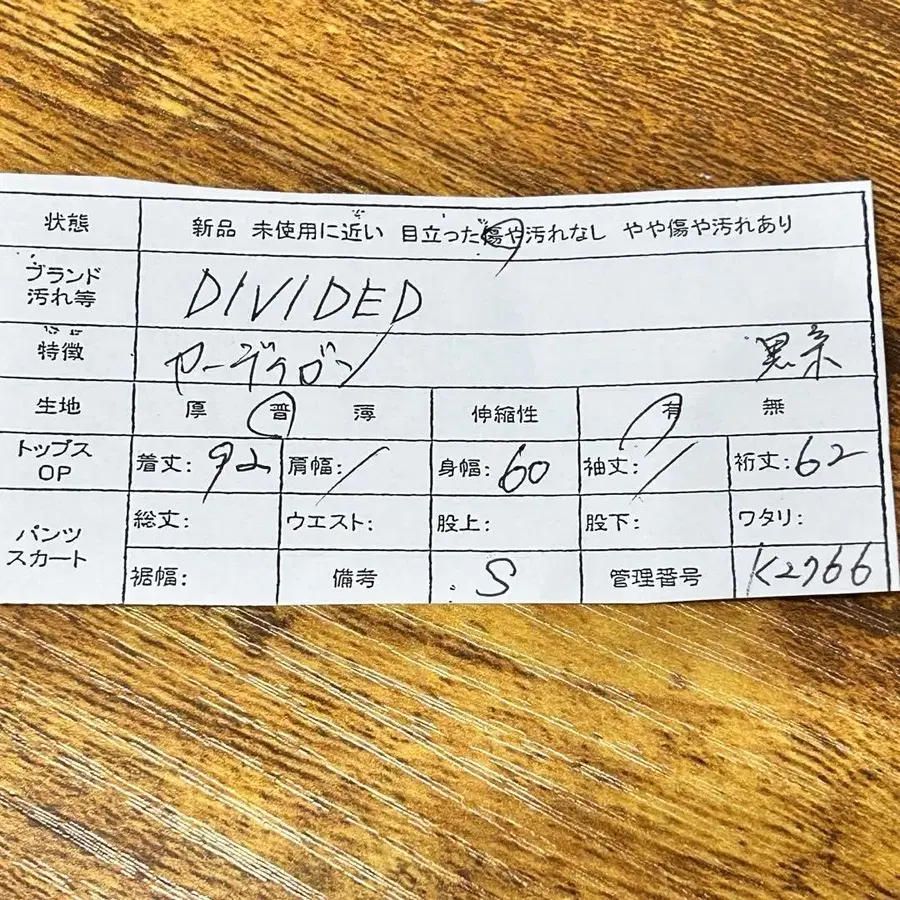 状態 新品 未使用に近い 目立った傷や汚れなし やや傷や汚れあり
ブランド
汚れ等 DIVIDED
特徴 カーディガン 黒系
生地 厚 普 薄 伸縮性 有 無
トップス
OP 着丈: 92 肩幅: / 身幅: 60 袖丈: / 裄丈: 62
パンツ
スカート
総丈: ウエスト: 股上: 股下: ワタリ:
裾幅: 備考 S 管理番号 K2766